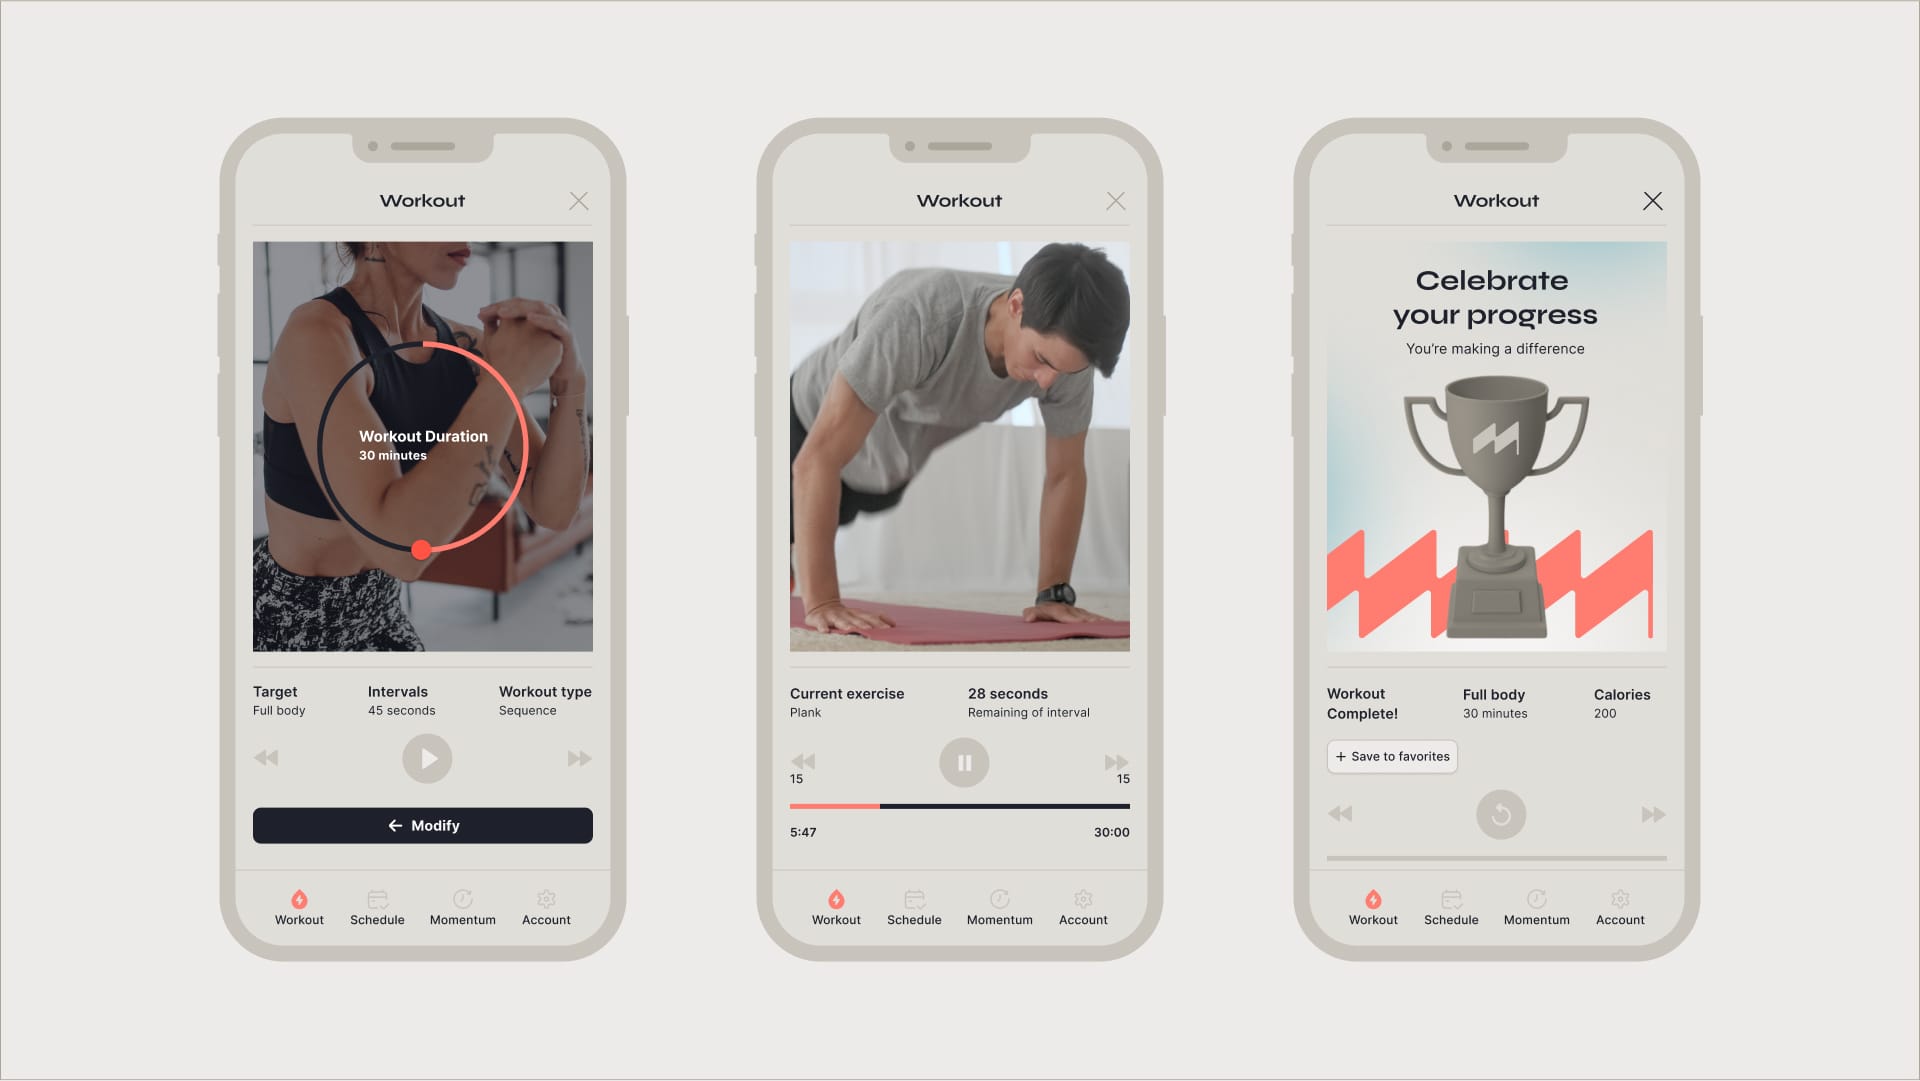 Workout
Workout Duration
30 minutes
Target
Full body
Intervals
45 seconds
Workout type
Sequence
Modify
Workout
Schedule
Momentum
Account
Workout
Current exercise
Plank
28 seconds
Remaining of interval
15
15
5:47
30:00
Workout
Schedule
Momentum
Account
Workout
Celebrate
your progress
You're making a difference
Workout
Complete!
Full body
30 minutes
Calories
200
+ Save to favorites
Workout
Schedule
Momentum
Account